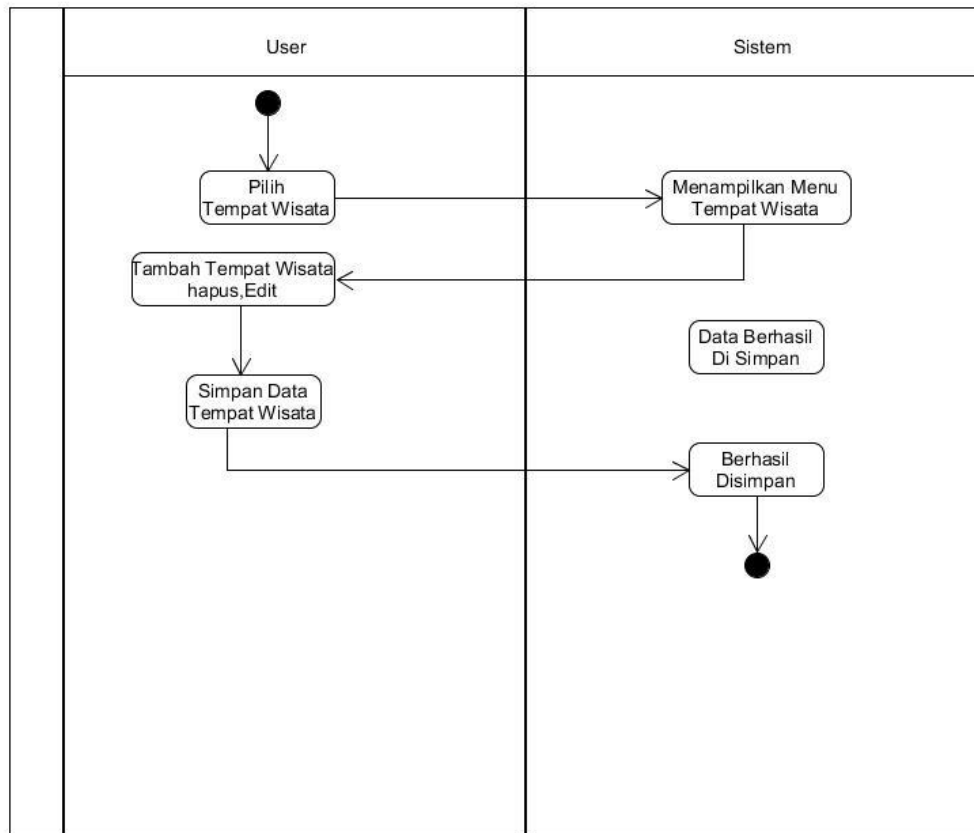 User
Sistem
Pilih
Tempat Wisata
Menampilkan Menu
Tempat Wisata
Tambah Tempat Wisata
hapus,Edit
Data Berhasil
Di Simpan
Simpan Data
Tempat Wisata
Berhasil
Disimpan